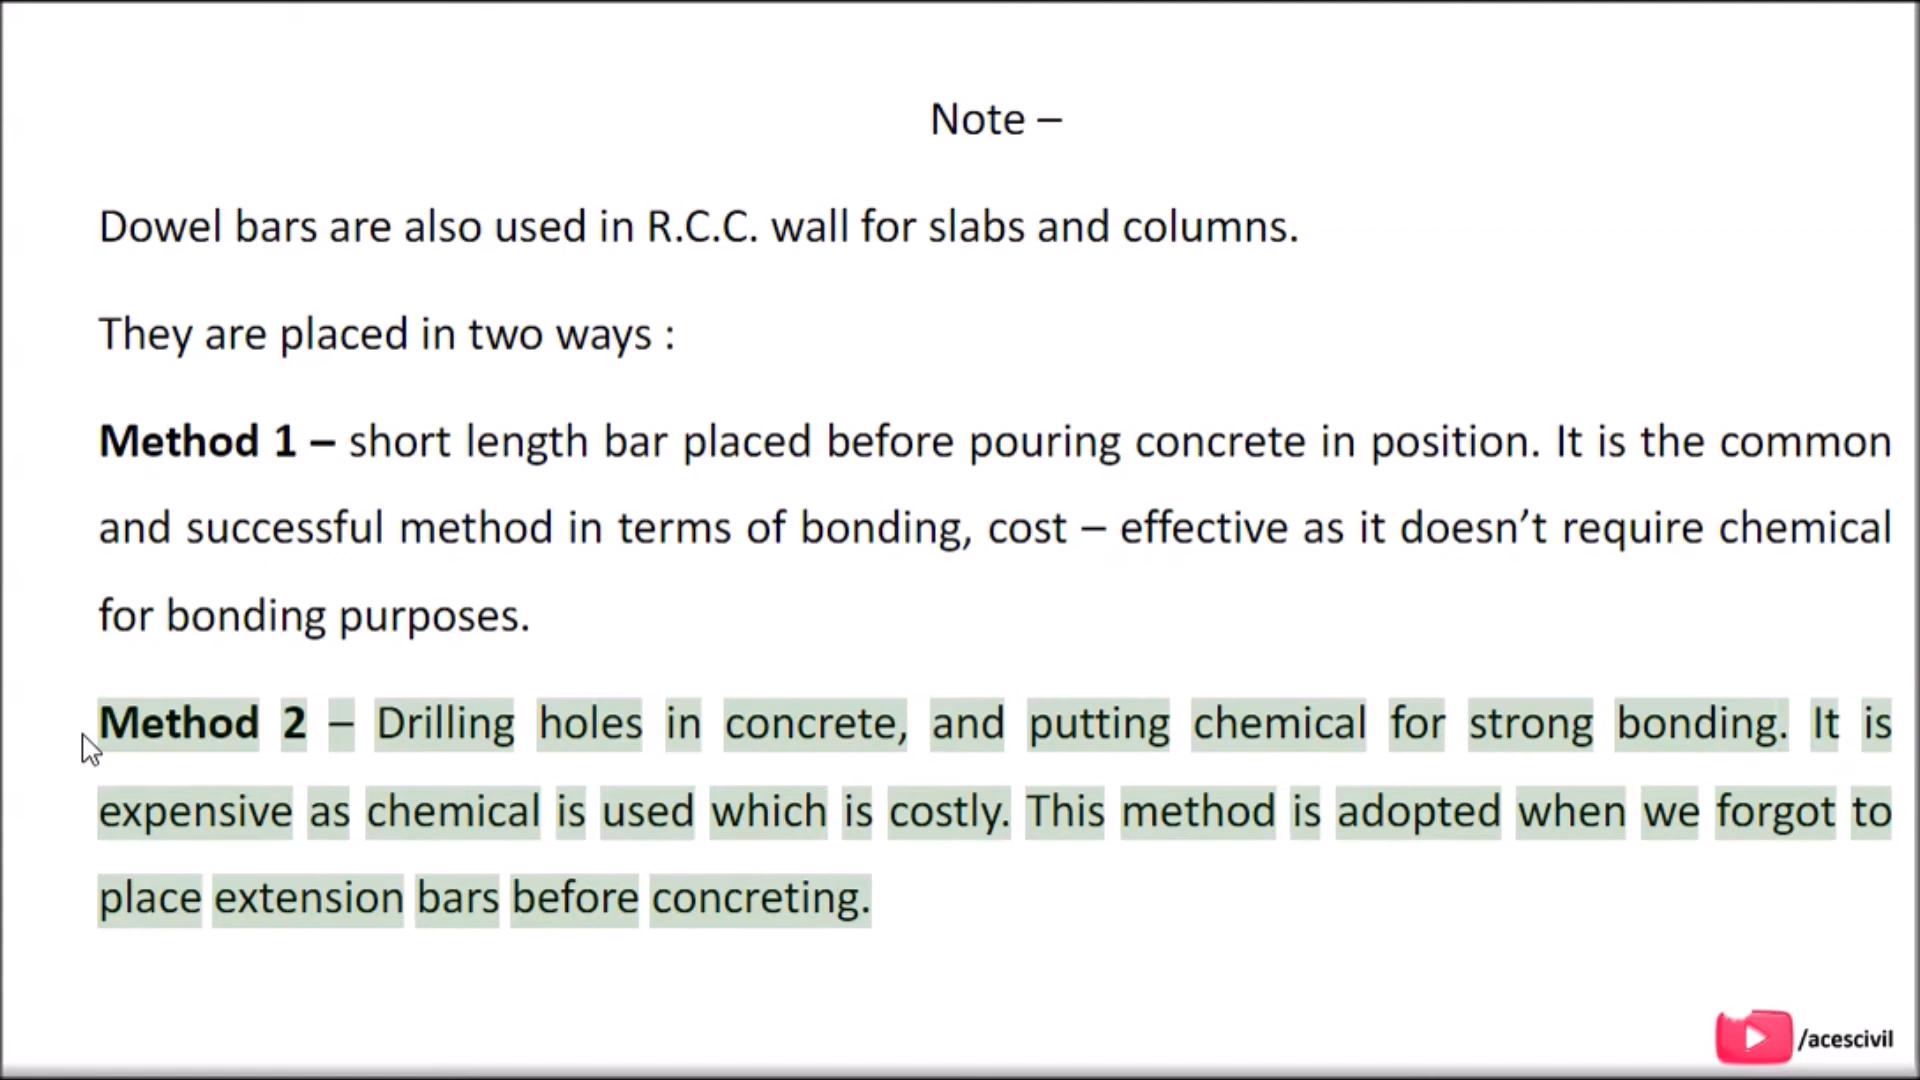 Note –
Dowel bars are also used in R.C.C. wall for slabs and columns.
They are placed in two ways :
Method 1 – short length bar placed before pouring concrete in position. It is the common
and successful method in terms of bonding, cost – effective as it doesn’t require chemical
for bonding purposes.
Method 2 – Drilling holes in concrete, and putting chemical for strong bonding. It is
expensive as chemical is used which is costly. This method is adopted when we forgot to
place extension bars before concreting.
/acescivil